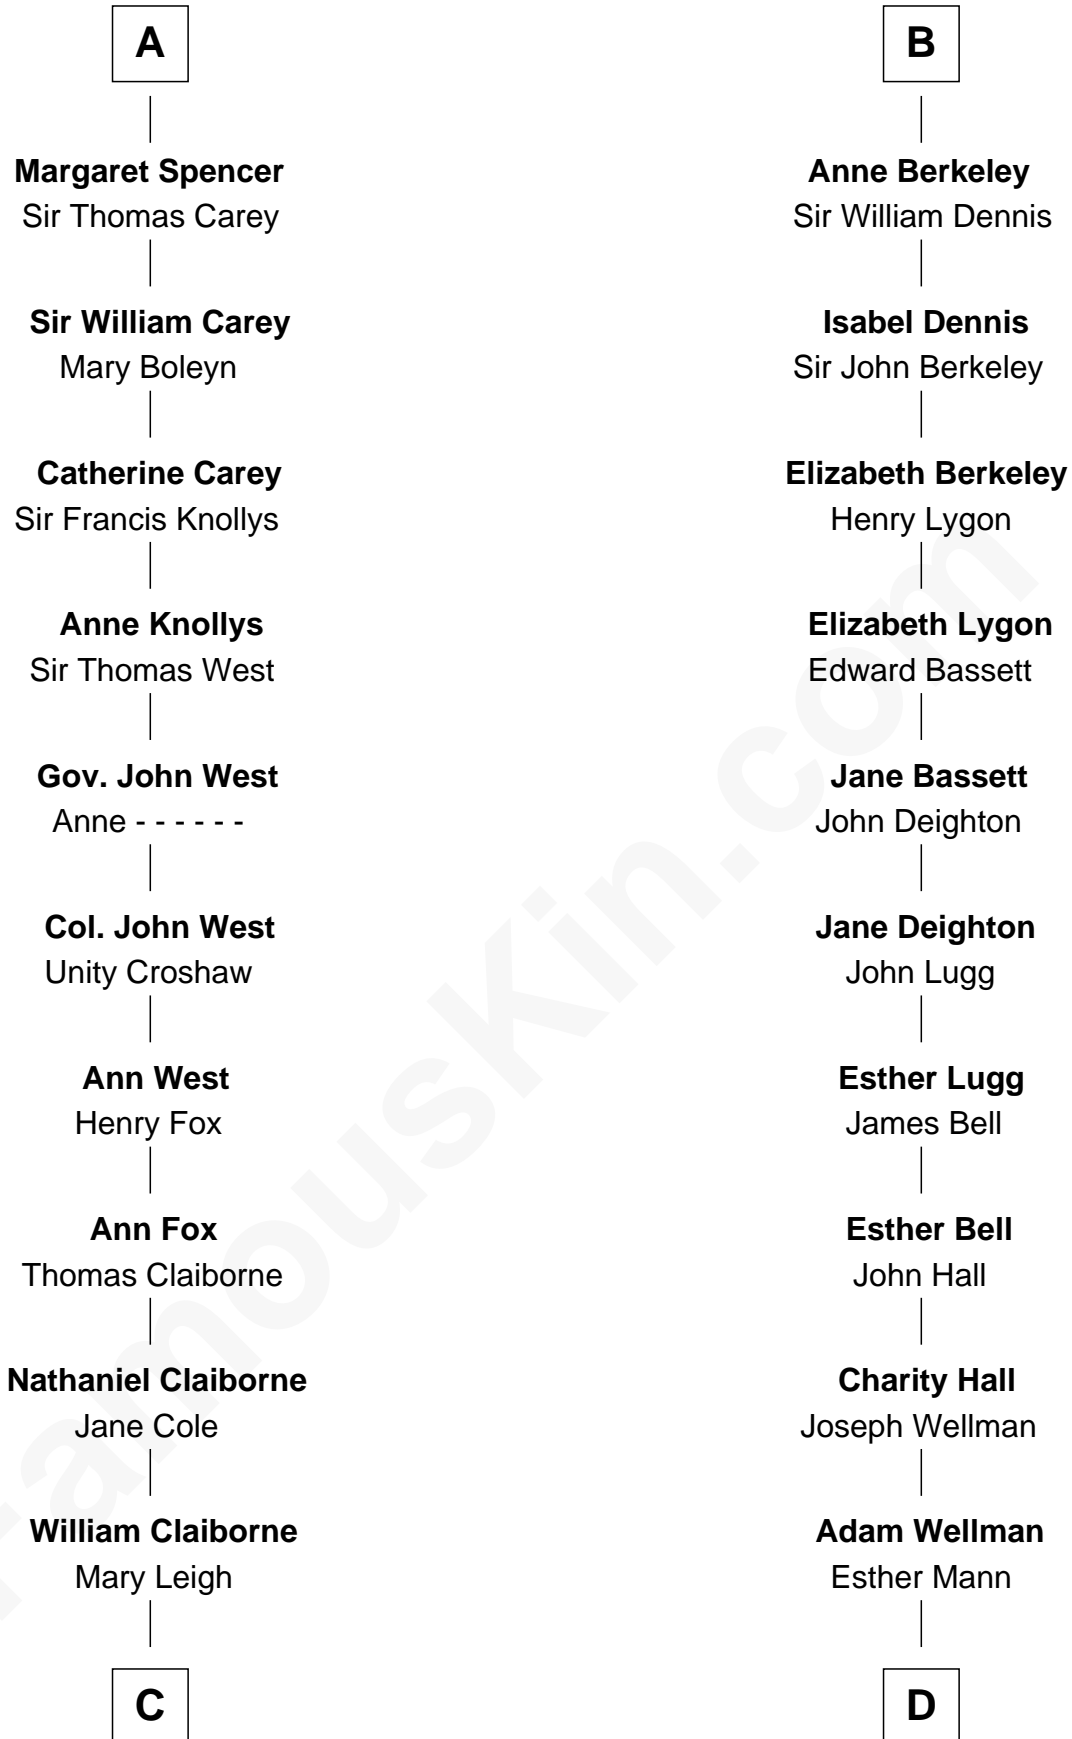 A
Margaret Spencer
Sir Thomas Carey
Sir William Carey
Mary Boleyn
Catherine Carey
Sir Francis Knollys
Anne Knollys
Sir Thomas West
Gov. John West
Anne - - - - - -
Col. John West
Unity Croshaw
Ann West
Henry Fox
Ann Fox
Thomas Claiborne
Nathaniel Claiborne
Jane Cole
William Claiborne
Mary Leigh
C
B
Anne Berkeley
Sir William Dennis
Isabel Dennis
Sir John Berkeley
Elizabeth Berkeley
Henry Lygon
Elizabeth Lygon
Edward Bassett
Jane Bassett
John Deighton
Jane Deighton
John Lugg
Esther Lugg
James Bell
Esther Bell
John Hall
Charity Hall
Joseph Wellman
Adam Wellman
Esther Mann
D
FamousKin.com